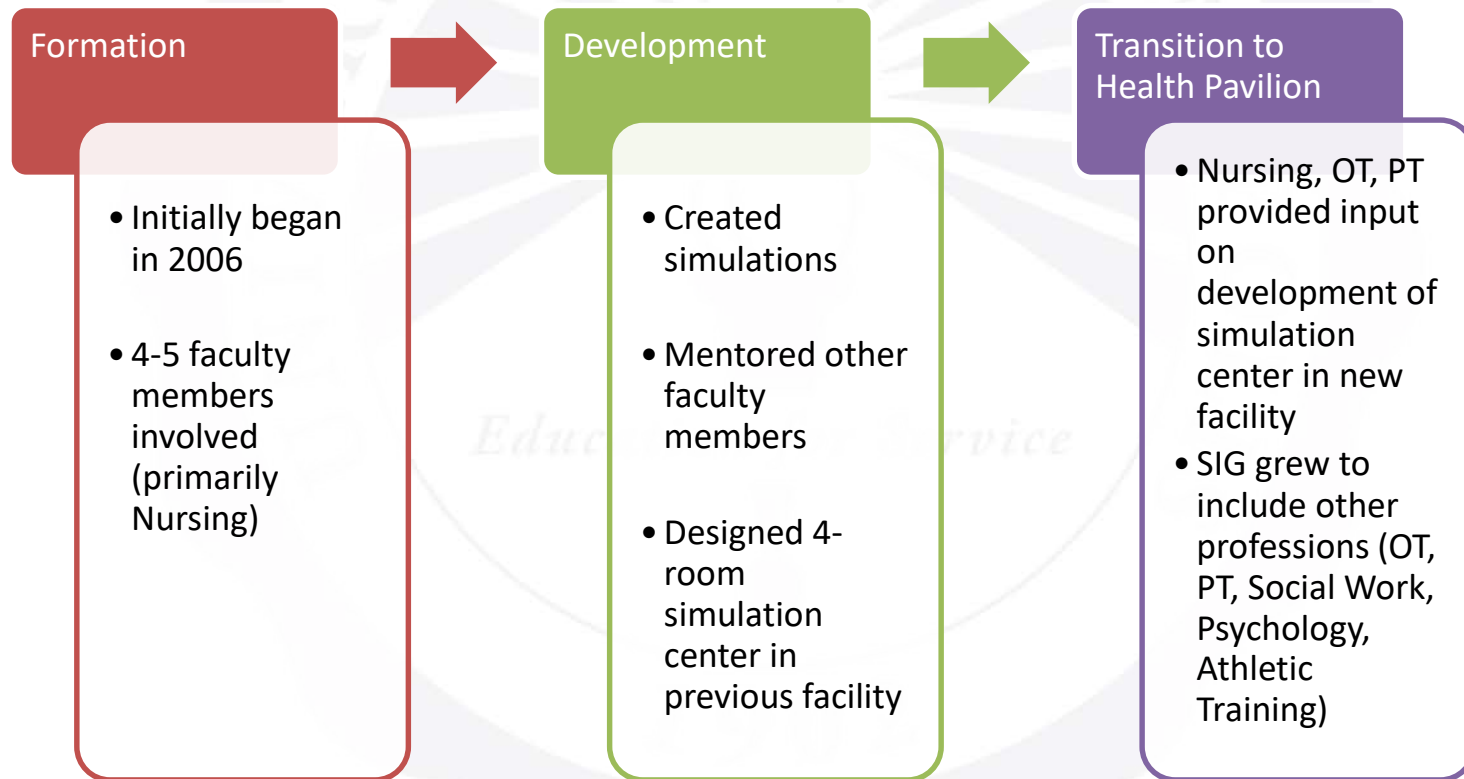 Formation
• Initially began
in 2006
• 4-5 faculty
members
involved
(primarily
Nursing)
Development
• Created
simulations
• Mentored other
faculty
members
• Designed 4-
room
simulation
center in
previous facility
Transition to
Health Pavilion
• Nursing, OT, PT
provided input
on
development of
simulation
center in new
facility
• SIG grew to
include other
professions (OT,
PT, Social Work,
Psychology,
Athletic
Training)